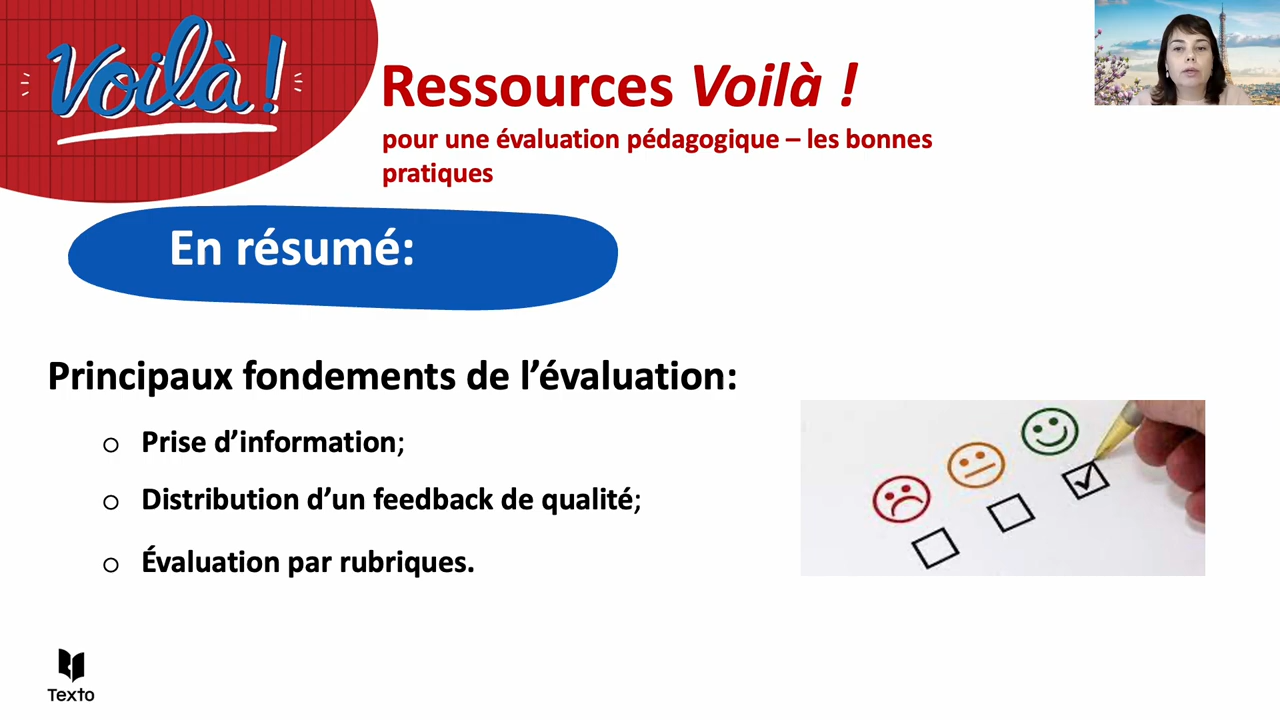 Voilà !
Ressources Voilà !
pour une évaluation pédagogique – les bonnes
pratiques
En résumé:
Principaux fondements de l’évaluation:
o Prise d’information;
o Distribution d’un feedback de qualité;
o Évaluation par rubriques.
Texto